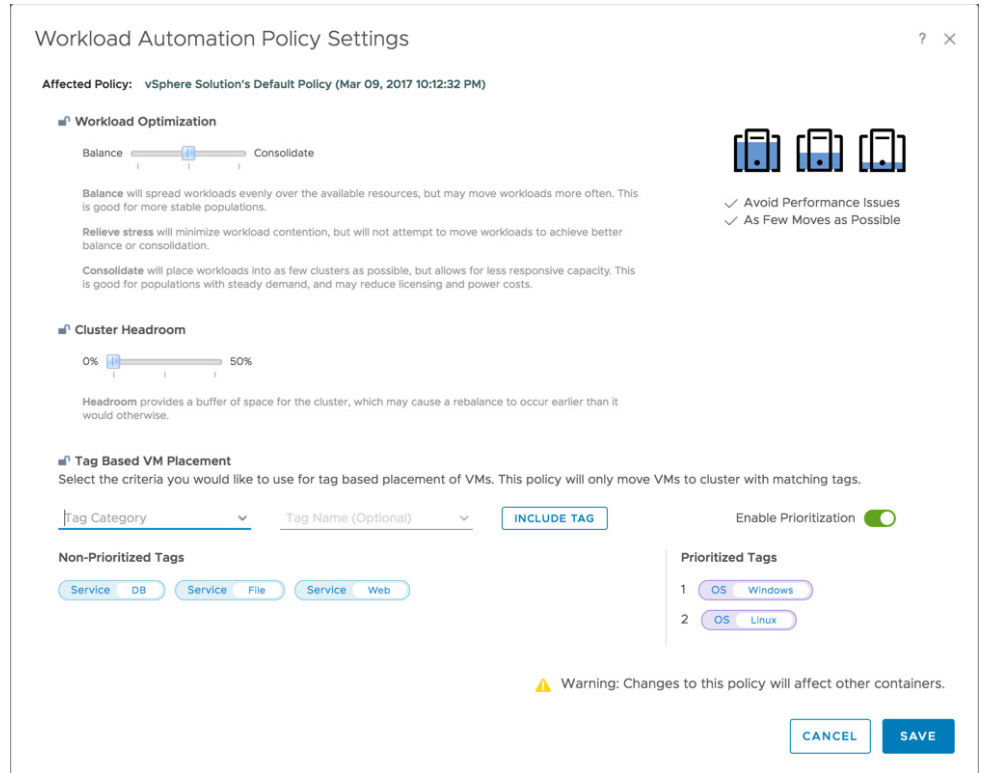 Workload Automation Policy Settings
?
Affected Policy: vSphere Solution's Default Policy (Mar 09, 2017 10:12:32 PM)
Workload Optimization
Balance Consolidate
Balance will spread workloads evenly over the available resources, but may move workloads more often. This
is good for more stable populations.
Relieve stress will minimize workload contention, but will not attempt to move workloads to achieve better
balance or consolidation.
Consolidate will place workloads into as few clusters as possible, but allows for less responsive capacity. This
is good for populations with steady demand, and may reduce licensing and power costs.
Avoid Performance Issues
As Few Moves as Possible
Cluster Headroom
0% 50%
Headroom provides a buffer of space for the cluster, which may cause a rebalance to occur earlier than it
would otherwise.
Tag Based VM Placement
Select the criteria you would like to use for tag based placement of VMs. This policy will only move VMs to cluster with matching tags.
Tag Category Tag Name (Optional) INCLUDE TAG Enable Prioritization
Non-Prioritized Tags
Service DB Service File Service Web
Prioritized Tags
1 OS Windows
2 OS Linux
Warning: Changes to this policy will affect other containers.
CANCEL SAVE